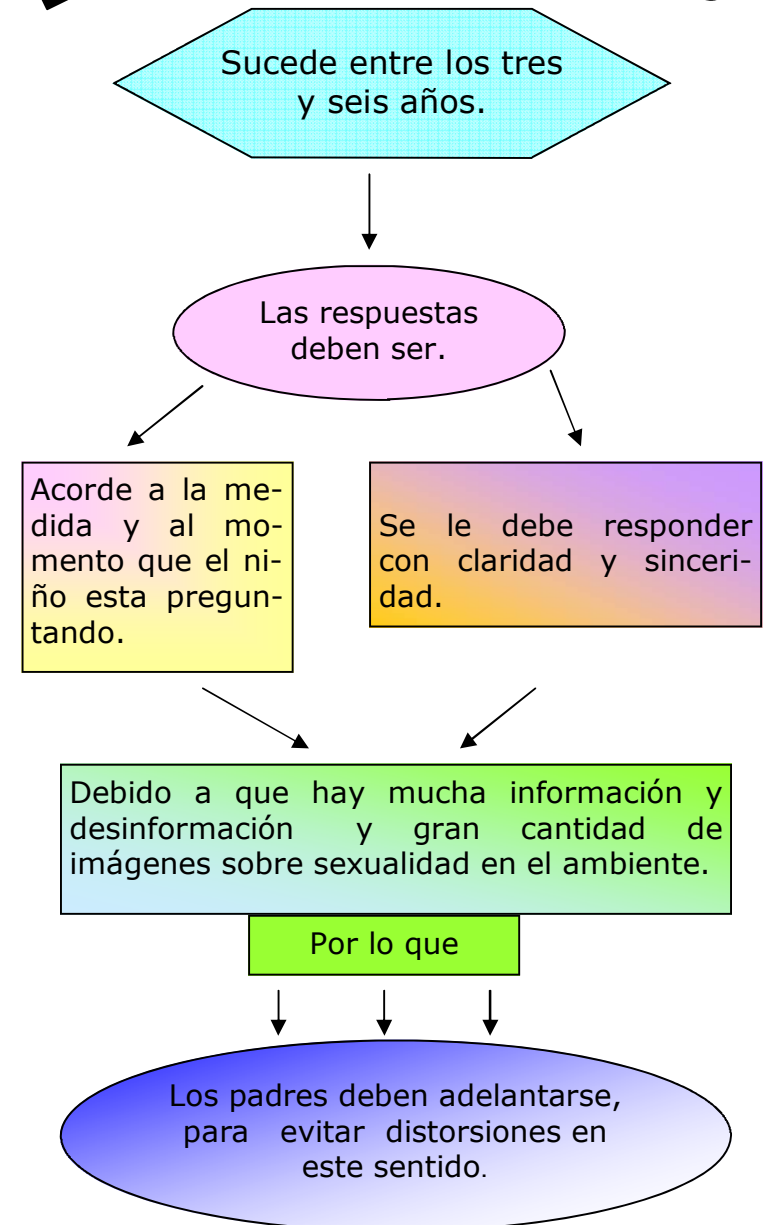 Sucede entre los tres
y seis años.
Las respuestas
deben ser.
Acorde a la me-
dida y al mo-
mento que el ni-
ño esta pregun-
tando.
Se le debe responder
con claridad y sinceri-
dad.
Debido a que hay mucha información y
desinformación y gran cantidad de
imágenes sobre sexualidad en el ambiente.
Por lo que
Los padres deben adelantarse,
para evitar distorsiones en
este sentido.